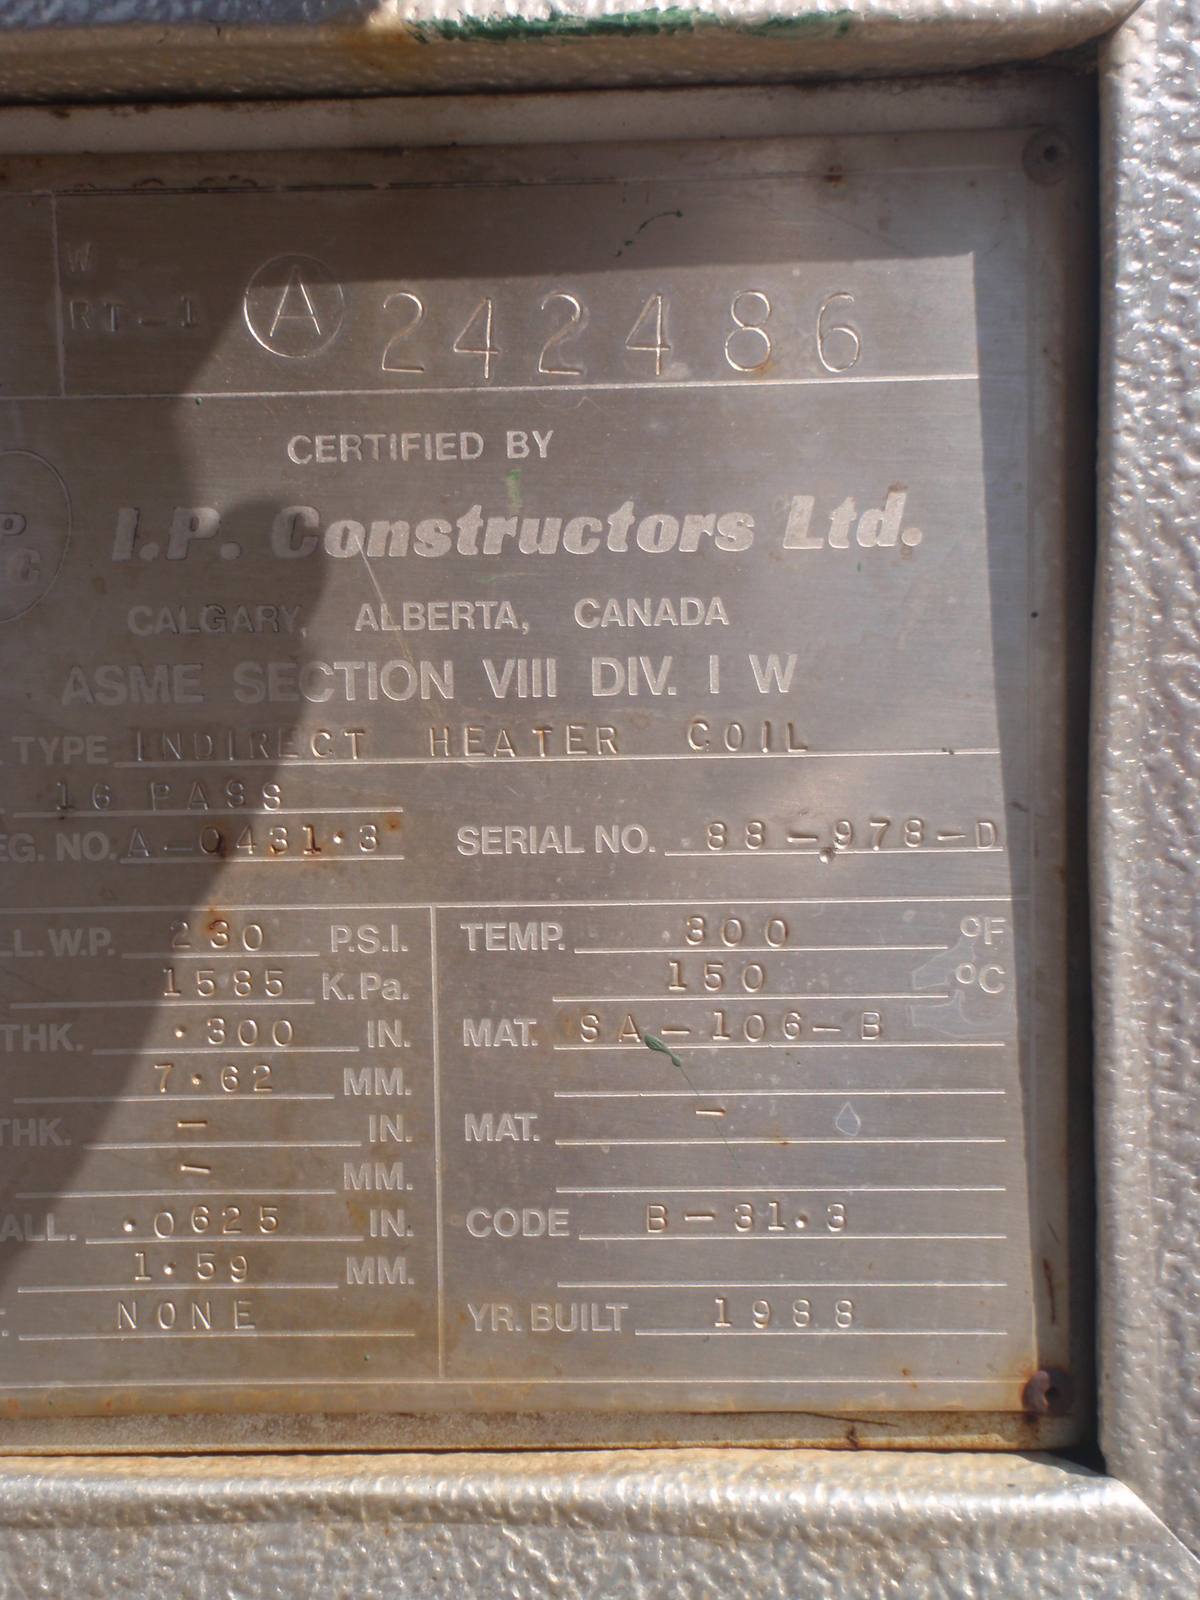 W
RT-1 A 242486
CERTIFIED BY
I.P. Constructors Ltd.
CALGARY, ALBERTA, CANADA
ASME SECTION VIII DIV. I W
TYPE INDIRECT HEATER COIL
16 PASS
EG. NO. A-0431.3 SERIAL NO. 88-978-D
L.W.P. 230 P.S.I. TEMP. 300 °F
1585 K.Pa. 150 °C
THK. .300 IN. MAT. SA-106-B
7.62 MM.
THK. - IN. MAT. -
- MM.
ALL. .0625 IN. CODE B-31.3
1.59 MM.
NONE YR. BUILT 1988